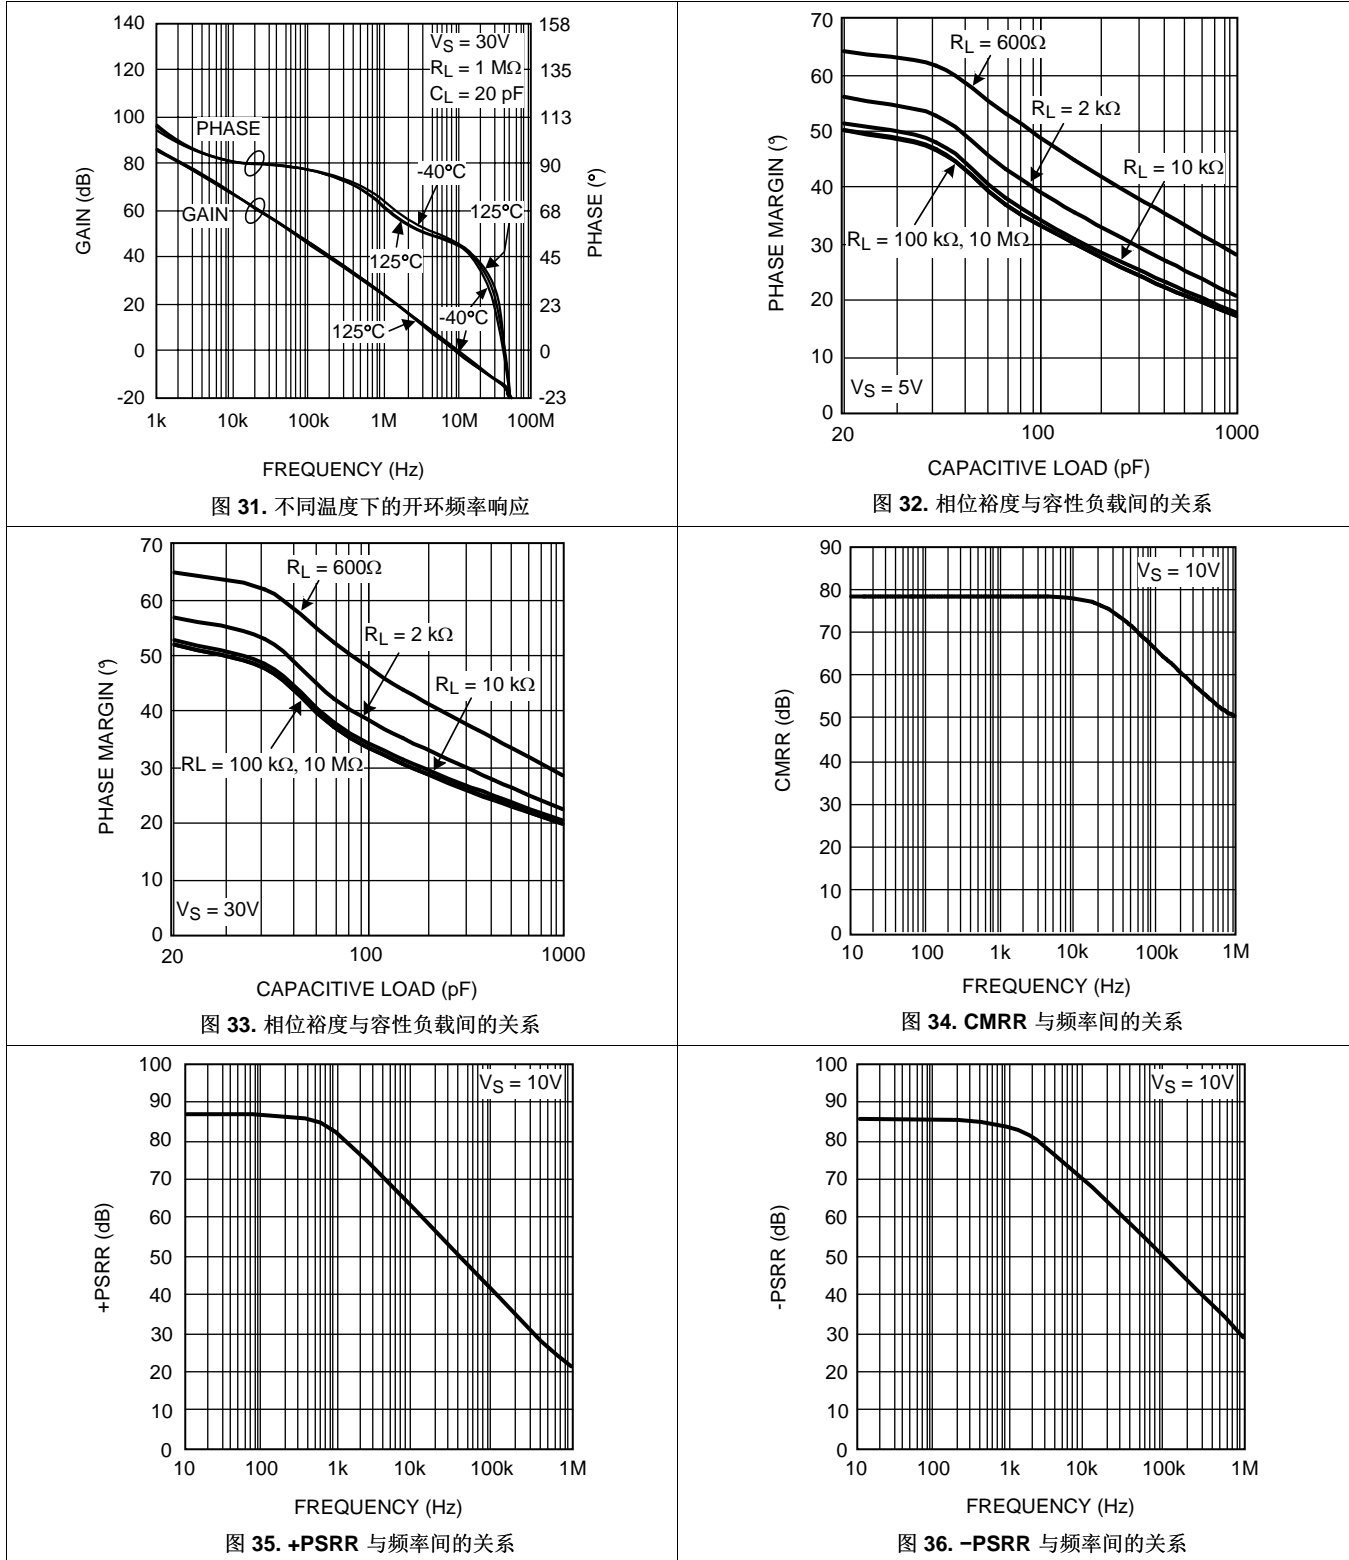 140
120
100
80
60
40
20
0
-20
GAIN (dB)
158
135
113
90
68
45
23
0
-23
PHASE (°)
VS = 30V
RL = 1 MΩ
CL = 20 pF
PHASE
GAIN
-40°C
125°C
125°C
-40°C
125°C
1k 10k 100k 1M 10M 100M
FREQUENCY (Hz)
图 31. 不同温度下的开环频率响应
70
60
50
40
30
20
10
0
PHASE MARGIN (°)
RL = 600Ω
RL = 2 kΩ
RL = 10 kΩ
RL = 100 kΩ, 10 MΩ
VS = 5V
20 100 1000
CAPACITIVE LOAD (pF)
图 32. 相位裕度与容性负载间的关系
70
60
50
40
30
20
10
0
PHASE MARGIN (°)
RL = 600Ω
RL = 2 kΩ
RL = 10 kΩ
RL = 100 kΩ, 10 MΩ
VS = 30V
20 100 1000
CAPACITIVE LOAD (pF)
图 33. 相位裕度与容性负载间的关系
90
80
70
60
50
40
30
20
10
0
CMRR (dB)
VS = 10V
10 100 1k 10k 100k 1M
FREQUENCY (Hz)
图 34. CMRR 与频率间的关系
100
90
80
70
60
50
40
30
20
10
0
+PSRR (dB)
VS = 10V
10 100 1k 10k 100k 1M
FREQUENCY (Hz)
图 35. +PSRR 与频率间的关系
100
90
80
70
60
50
40
30
20
10
0
-PSRR (dB)
VS = 10V
10 100 1k 10k 100k 1M
FREQUENCY (Hz)
图 36. −PSRR 与频率间的关系